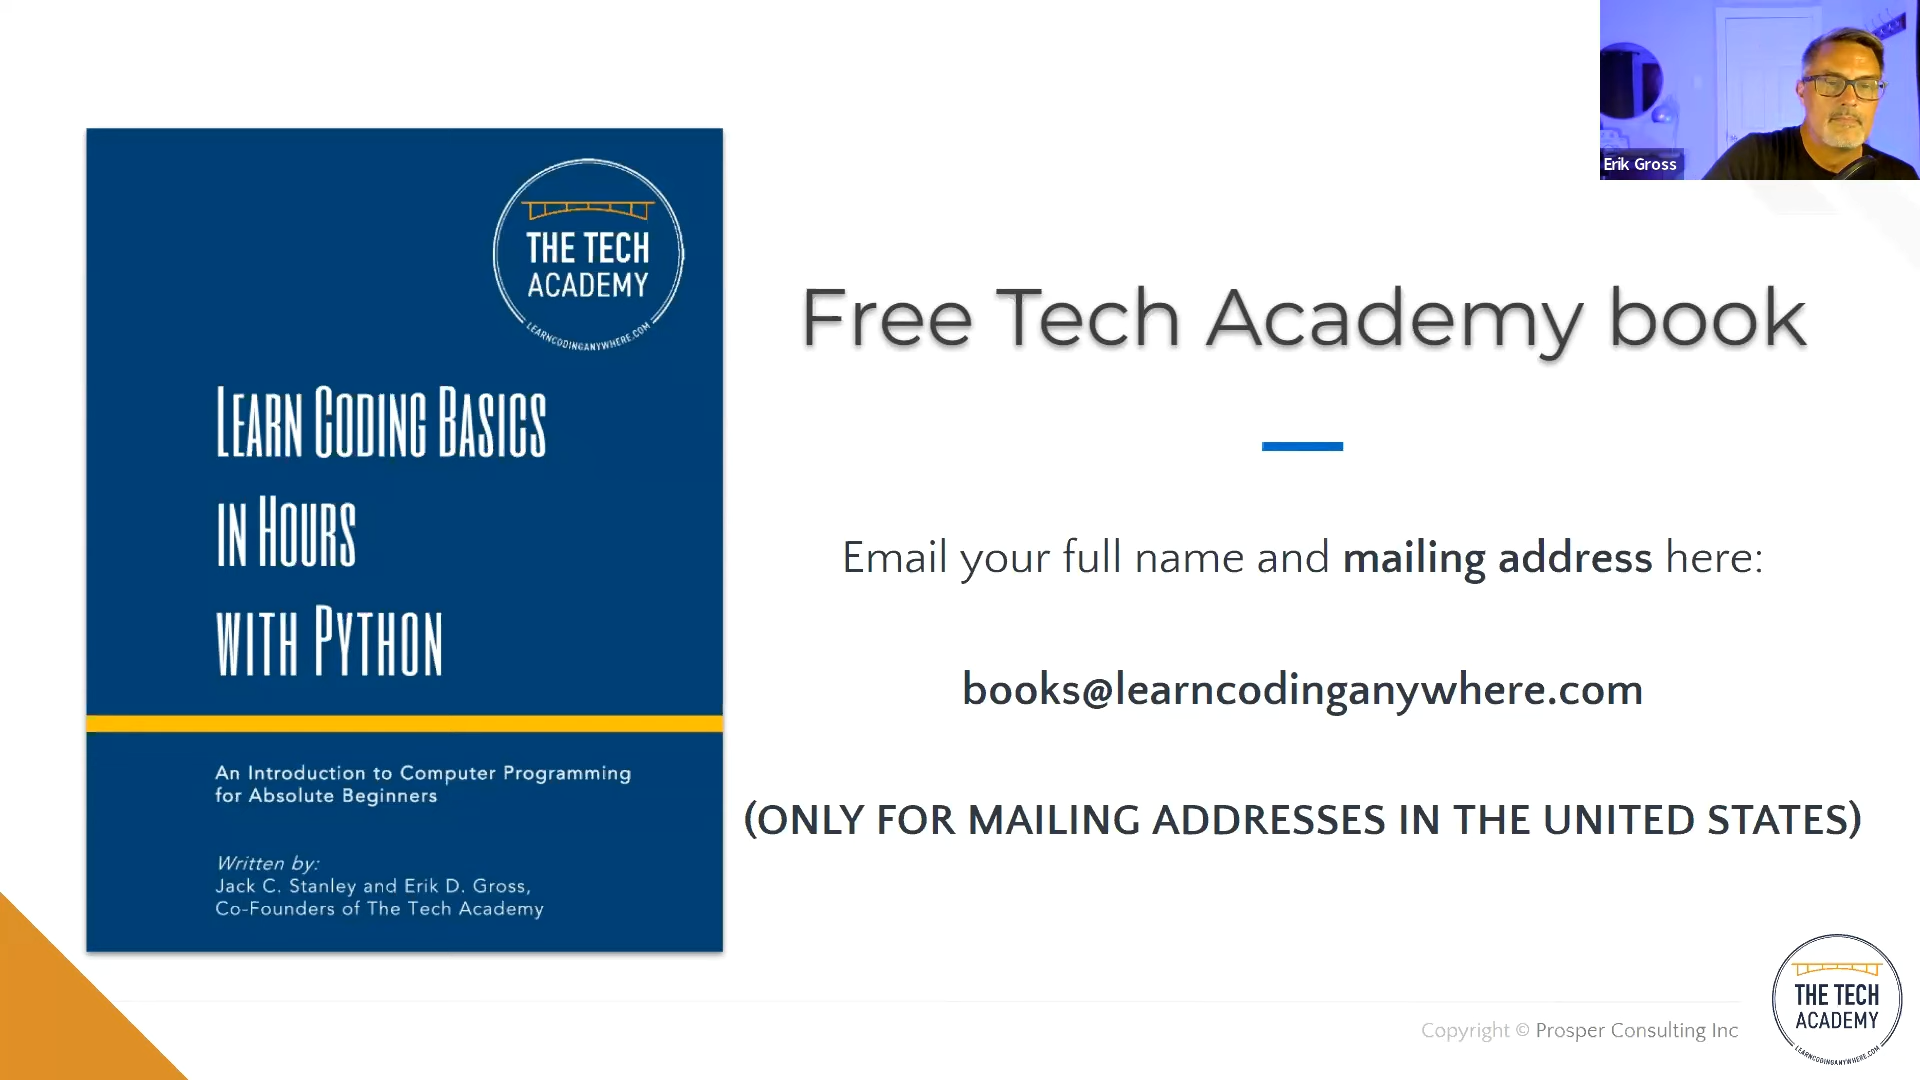 Erik Gross
THE TECH
ACADEMY
LEARNCODINGANYWHERE.COM
LEARN CODING BASICS
IN HOURS
WITH PYTHON
An Introduction to Computer Programming
for Absolute Beginners
Written by:
Jack C. Stanley and Erik D. Gross,
Co-Founders of The Tech Academy
Free Tech Academy book
Email your full name and mailing address here:
books@learncodinganywhere.com
(ONLY FOR MAILING ADDRESSES IN THE UNITED STATES)
Copyright © Prosper Consulting Inc
THE TECH
ACADEMY
LEARNCODINGANYWHERE.COM